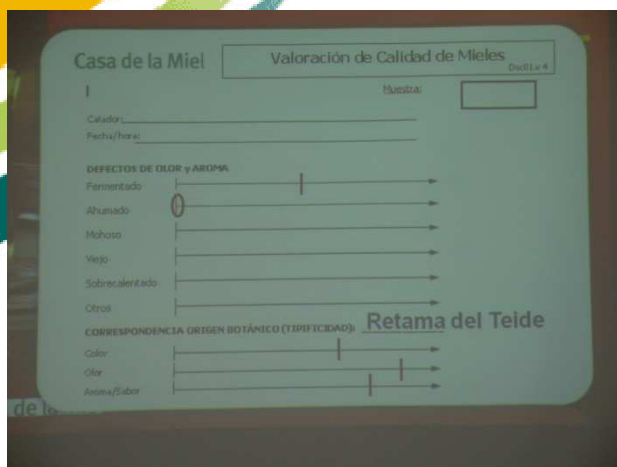 Casa de la Miel
Valoración de Calidad de Mieles
Muestra:
Catador:
Fecha/hora:
DEFECTOS DE OLOR y AROMA
Fermentado
Ahumado
Mohoso
Viejo
Sobrecalentado
Otros
CORRESPONDENCIA ORIGEN BOTÁNICO (TIPIFICIDAD): Retama del Teide
Color
Olor
Aroma/Sabor